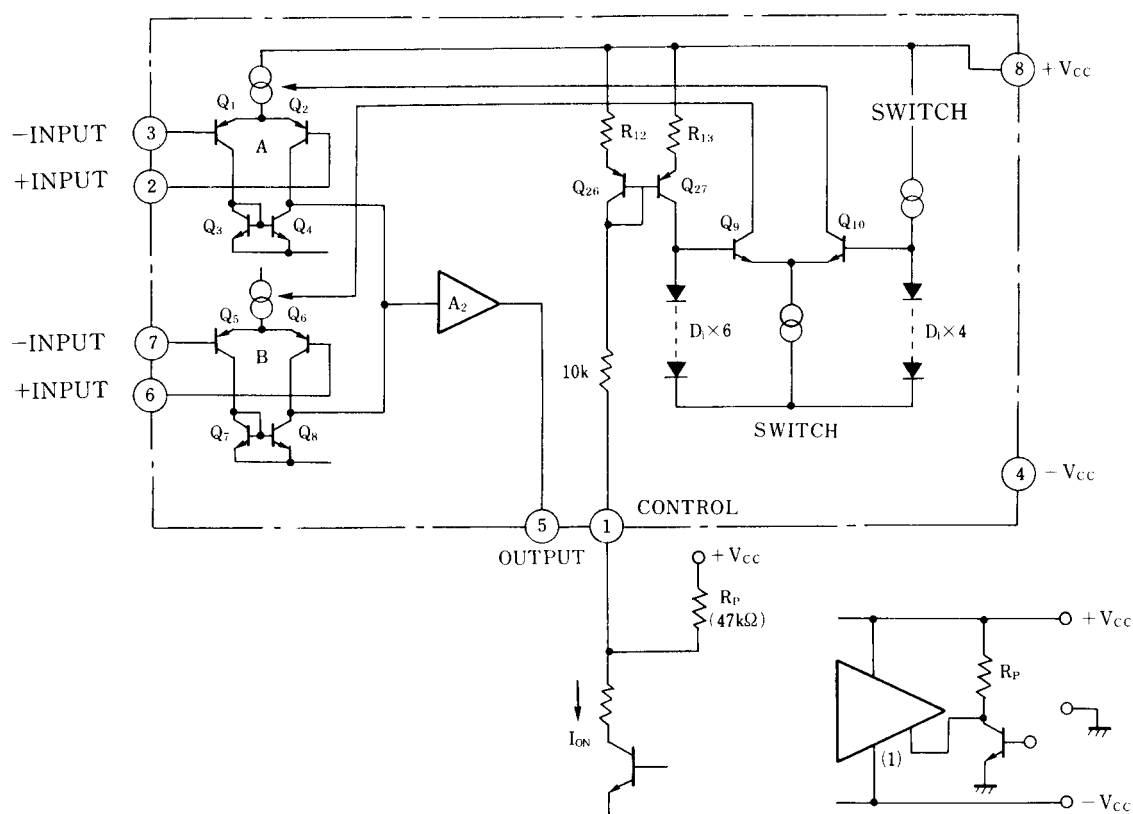 8
+VCC
Q1
Q2
SWITCH
-INPUT
3
A
R12
R13
+INPUT
2
Q26
Q27
Q3
Q4
Q9
Q10
Q5
Q6
A2
-INPUT
7
B
Di×6
Di×4
+INPUT
6
10k
Q7
Q8
SWITCH
4
-VCC
CONTROL
5
1
OUTPUT
+VCC
RP
(47kΩ)
+VCC
RP
ION
(1)
-VCC